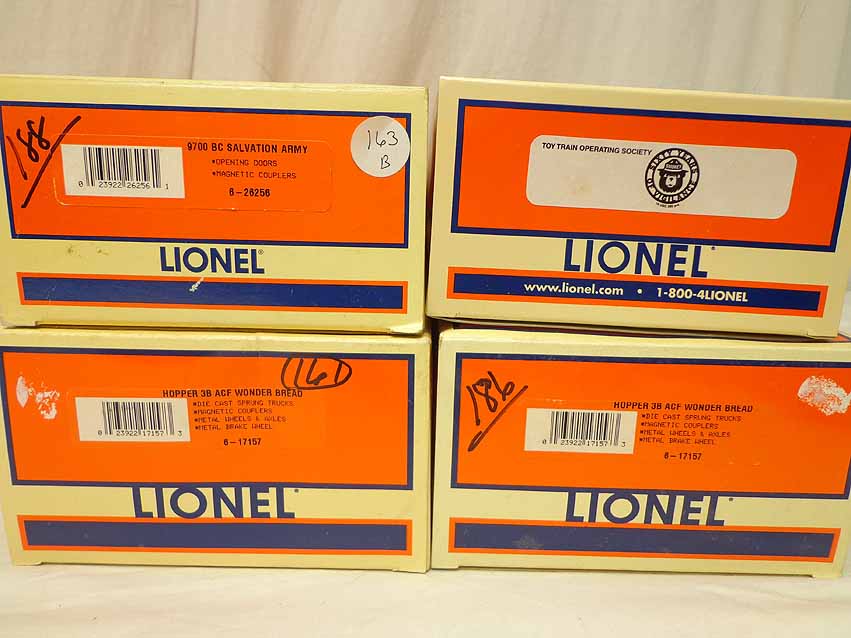 188
9700 BC SALVATION ARMY
*OPENING DOORS
*MAGNETIC COUPLERS
0 23922 26256 1
6-26256
163
B
LIONEL
TOY TRAIN OPERATING SOCIETY
SIXTY YEARS
OF VIGILANCE
LIONEL
www.lionel.com • 1-800-4LIONEL
161
HOPPER 3B ACF WONDER BREAD
*DIE CAST SPRUNG TRUCKS
*MAGNETIC COUPLERS
*METAL WHEELS & AXLES
*METAL BRAKE WHEEL
0 23922 17157 3
6-17157
LIONEL
186
HOPPER 3B ACF WONDER BREAD
*DIE CAST SPRUNG TRUCKS
*MAGNETIC COUPLERS
*METAL WHEELS & AXLES
*METAL BRAKE WHEEL
0 23922 17157 3
6-17157
LIONEL